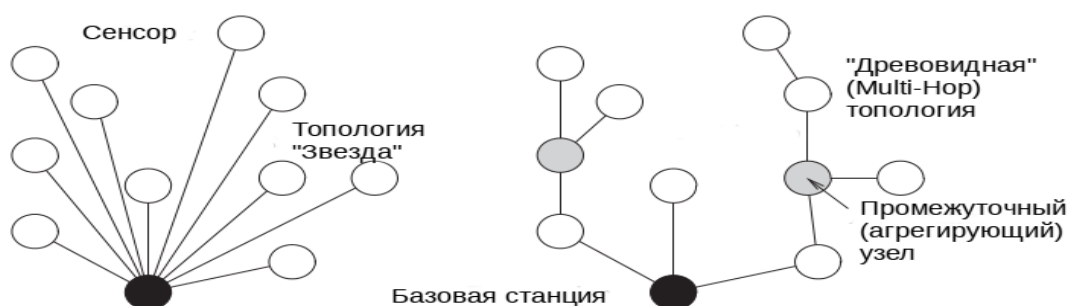 Сенсор
Топология
"Звезда"
"Древовидная"
(Multi-Hop)
топология
Промежуточный
(агрегирующий)
узел
Базовая станция